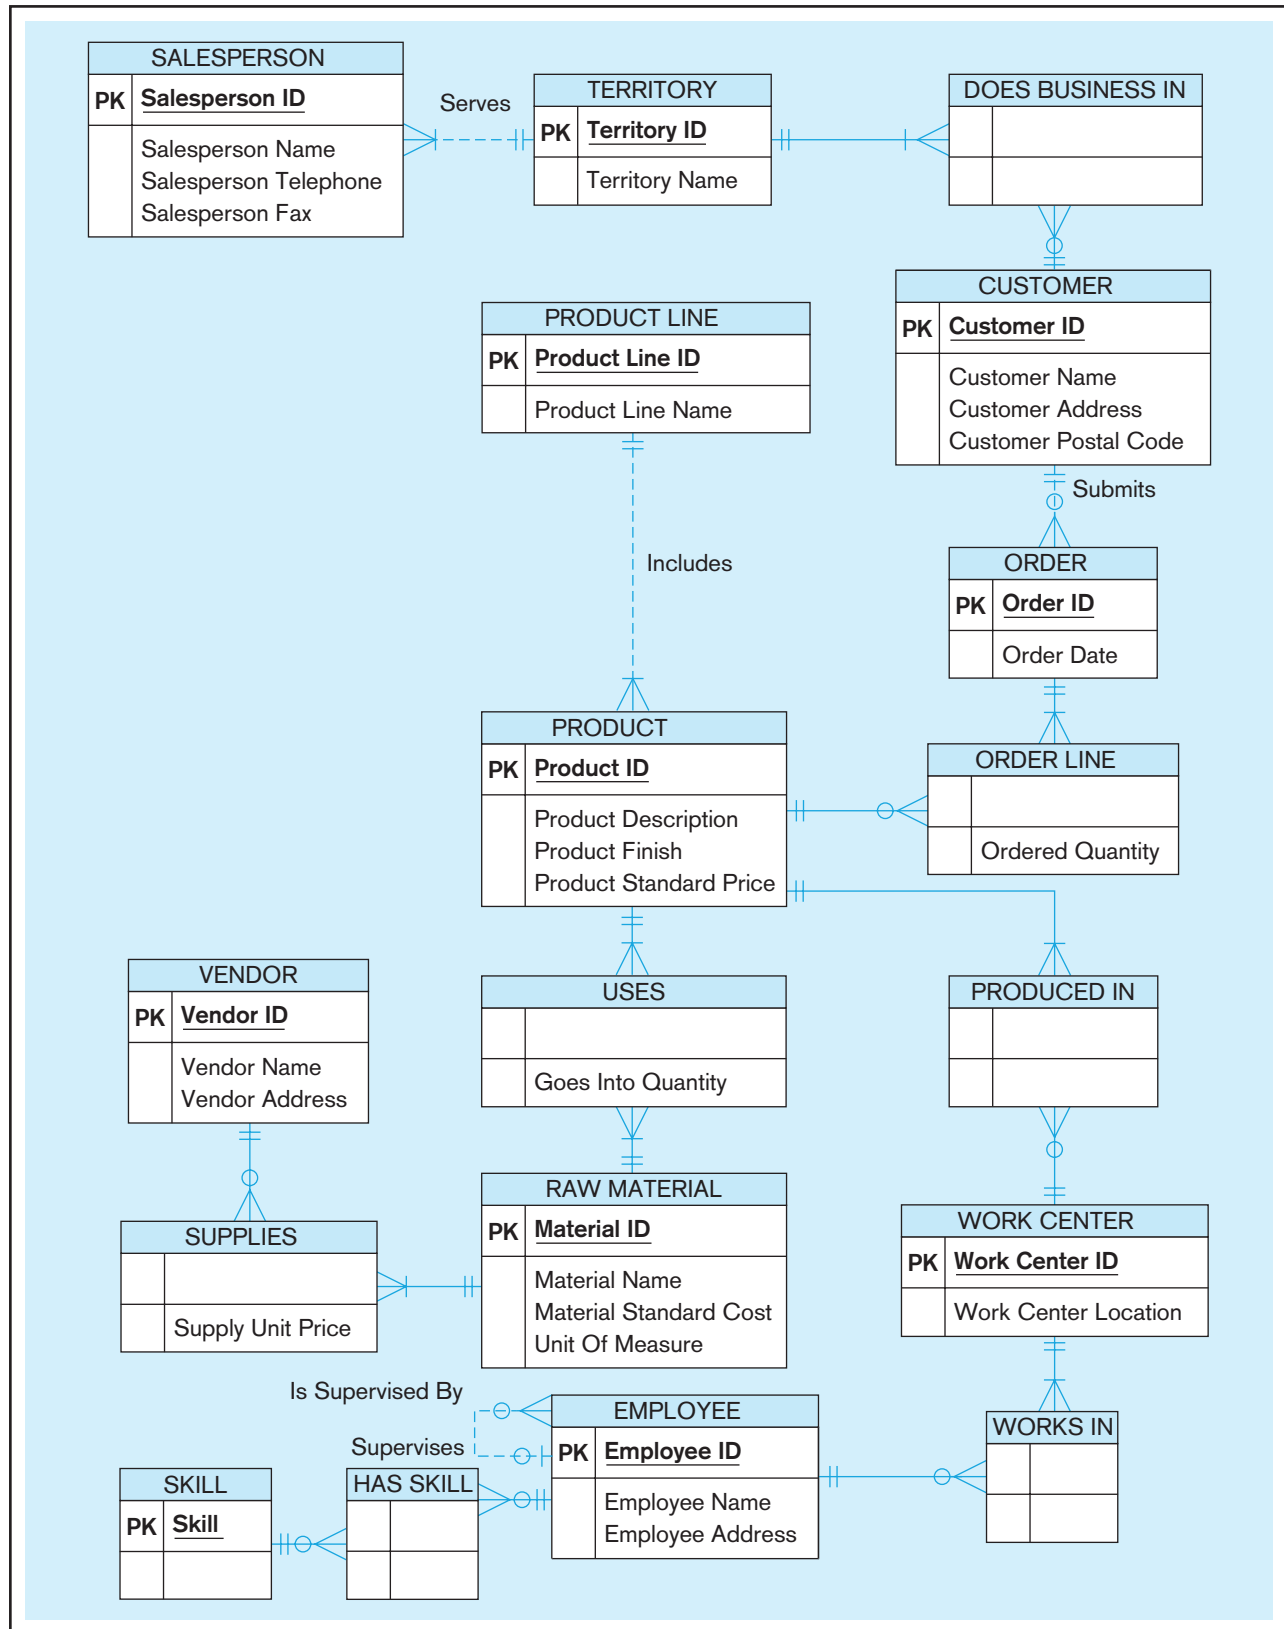 SALESPERSON
PK Salesperson ID
Salesperson Name
Salesperson Telephone
Salesperson Fax
Serves
TERRITORY
PK Territory ID
Territory Name
DOES BUSINESS IN
CUSTOMER
PK Customer ID
Customer Name
Customer Address
Customer Postal Code
PRODUCT LINE
PK Product Line ID
Product Line Name
Submits
Includes
ORDER
PK Order ID
Order Date
PRODUCT
PK Product ID
Product Description
Product Finish
Product Standard Price
ORDER LINE
Ordered Quantity
VENDOR
PK Vendor ID
Vendor Name
Vendor Address
USES
Goes Into Quantity
PRODUCED IN
RAW MATERIAL
PK Material ID
Material Name
Material Standard Cost
Unit Of Measure
WORK CENTER
PK Work Center ID
Work Center Location
SUPPLIES
Supply Unit Price
Is Supervised By
Supervises
EMPLOYEE
PK Employee ID
Employee Name
Employee Address
WORKS IN
SKILL
PK Skill
HAS SKILL